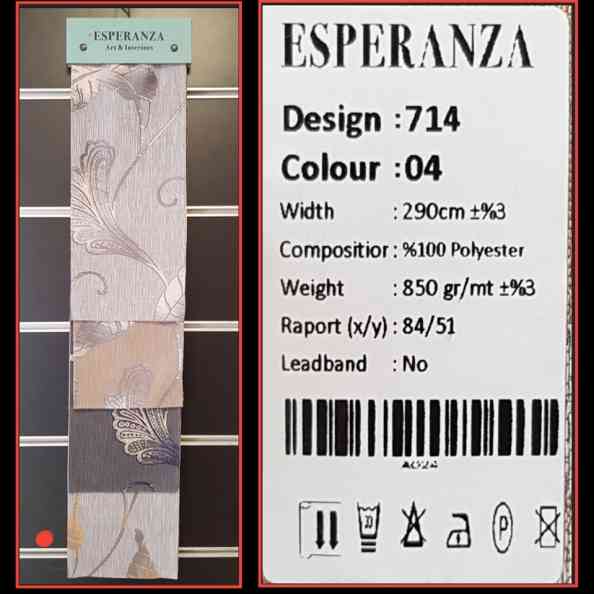 ESPERANZA
Art & Interiors
ESPERANZA
Design :714
Colour :04
Width : 290cm ±%3
Compositior : %100 Polyester
Weight : 850 gr/mt ±%3
Raport (x/y) : 84/51
Leadband : No
30
P